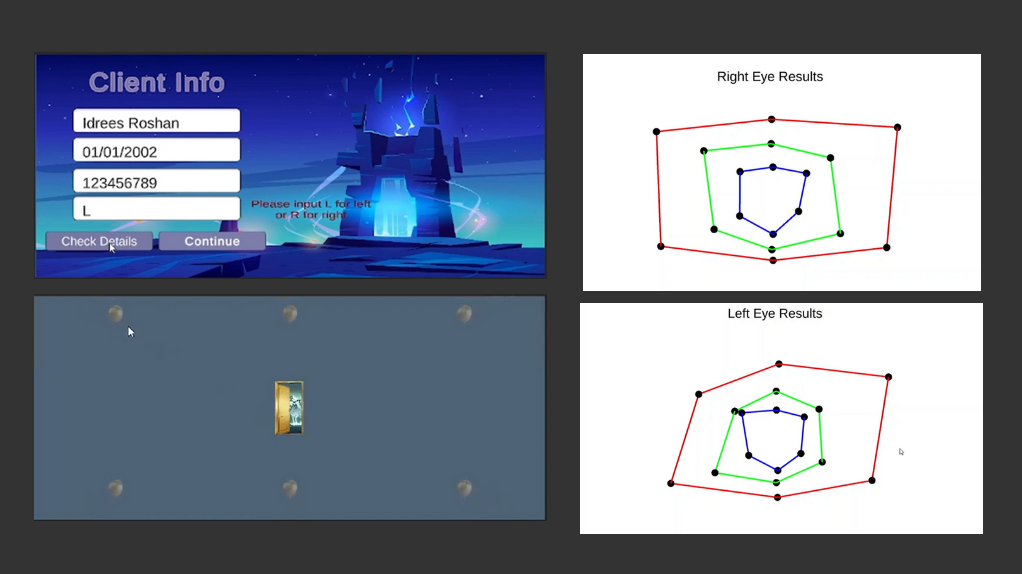 Client Info
Idrees Roshan
01/01/2002
123456789
L
Please input L for left
or R for right
Check Details
Continue
Right Eye Results
Left Eye Results